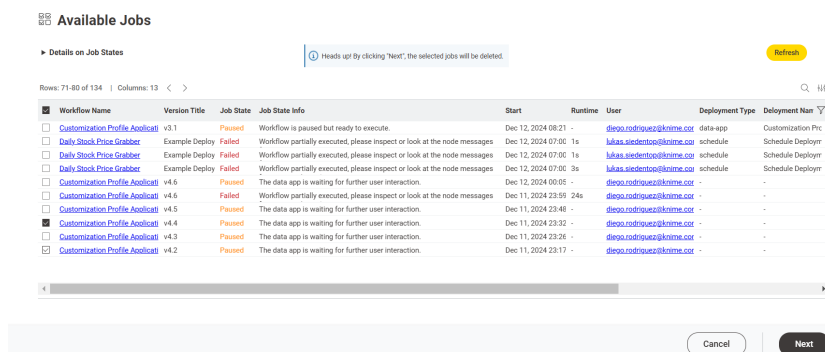 Available Jobs
▸ Details on Job States
Heads up! By clicking "Next", the selected jobs will be deleted.
Refresh
Rows: 71-80 of 134 | Columns: 13
Workflow Name Version Title Job State Job State Info Start Runtime User Deployment Type Deloyment Nam
Customization Profile Applicati v3.1 Paused Workflow is paused but ready to execute. Dec 12, 2024 08:21 - diego.rodriguez@knime.cor data-app Customization Prc
Daily Stock Price Grabber Example Deploy Failed Workflow partially executed, please inspect or look at the node messages Dec 12, 2024 07:00 1s lukas.siedentop@knime.cor schedule Schedule Deploym
Daily Stock Price Grabber Example Deploy Failed Workflow partially executed, please inspect or look at the node messages Dec 12, 2024 07:00 1s lukas.siedentop@knime.cor schedule Schedule Deploym
Daily Stock Price Grabber Example Deploy Failed Workflow partially executed, please inspect or look at the node messages Dec 12, 2024 07:00 3s lukas.siedentop@knime.cor schedule Schedule Deploym
Customization Profile Applicati v4.6 Paused The data app is waiting for further user interaction. Dec 12, 2024 00:05 - diego.rodriguez@knime.cor - -
Customization Profile Applicati v4.6 Failed Workflow partially executed, please inspect or look at the node messages Dec 11, 2024 23:59 24s diego.rodriguez@knime.cor - -
Customization Profile Applicati v4.5 Paused The data app is waiting for further user interaction. Dec 11, 2024 23:48 - diego.rodriguez@knime.cor - -
Customization Profile Applicati v4.4 Paused The data app is waiting for further user interaction. Dec 11, 2024 23:32 - diego.rodriguez@knime.cor - -
Customization Profile Applicati v4.3 Paused The data app is waiting for further user interaction. Dec 11, 2024 23:26 - diego.rodriguez@knime.cor - -
Customization Profile Applicati v4.2 Paused The data app is waiting for further user interaction. Dec 11, 2024 23:17 - diego.rodriguez@knime.cor - -
Cancel Next